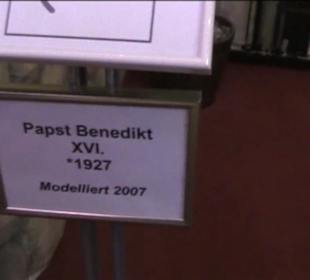 Papst Benedikt
XVI.
*1927
Modelliert 2007